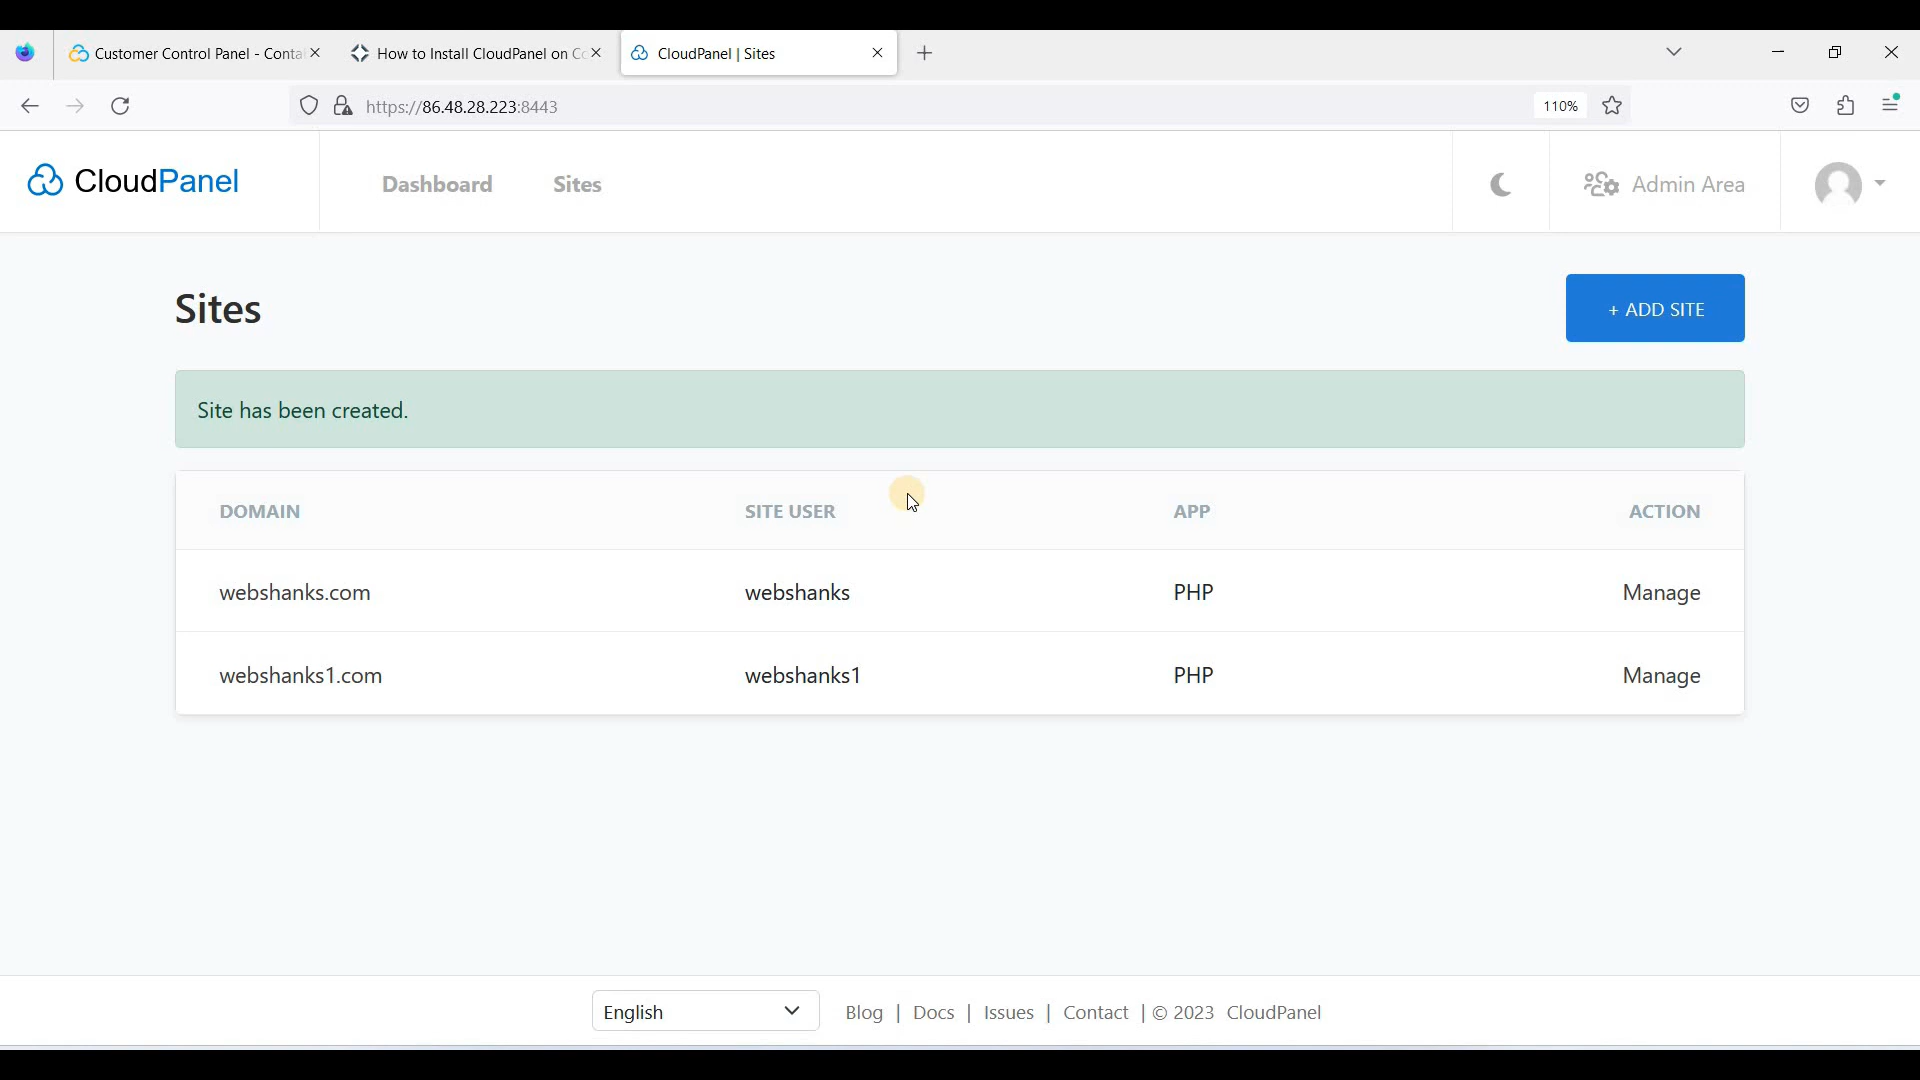 Customer Control Panel - Conta
How to Install CloudPanel on Co
CloudPanel | Sites
https://86.48.28.223:8443
110%
CloudPanel
Dashboard
Sites
Admin Area
Sites
+ ADD SITE
Site has been created.
DOMAIN SITE USER APP ACTION
webshanks.com webshanks PHP Manage
webshanks1.com webshanks1 PHP Manage
English
Blog | Docs | Issues | Contact | © 2023 CloudPanel